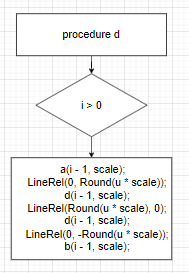 procedure d
i > 0
a(i - 1, scale);
LineRel(0, Round(u * scale));
d(i - 1, scale);
LineRel(Round(u * scale), 0);
d(i - 1, scale);
LineRel(0, -Round(u * scale));
b(i - 1, scale);